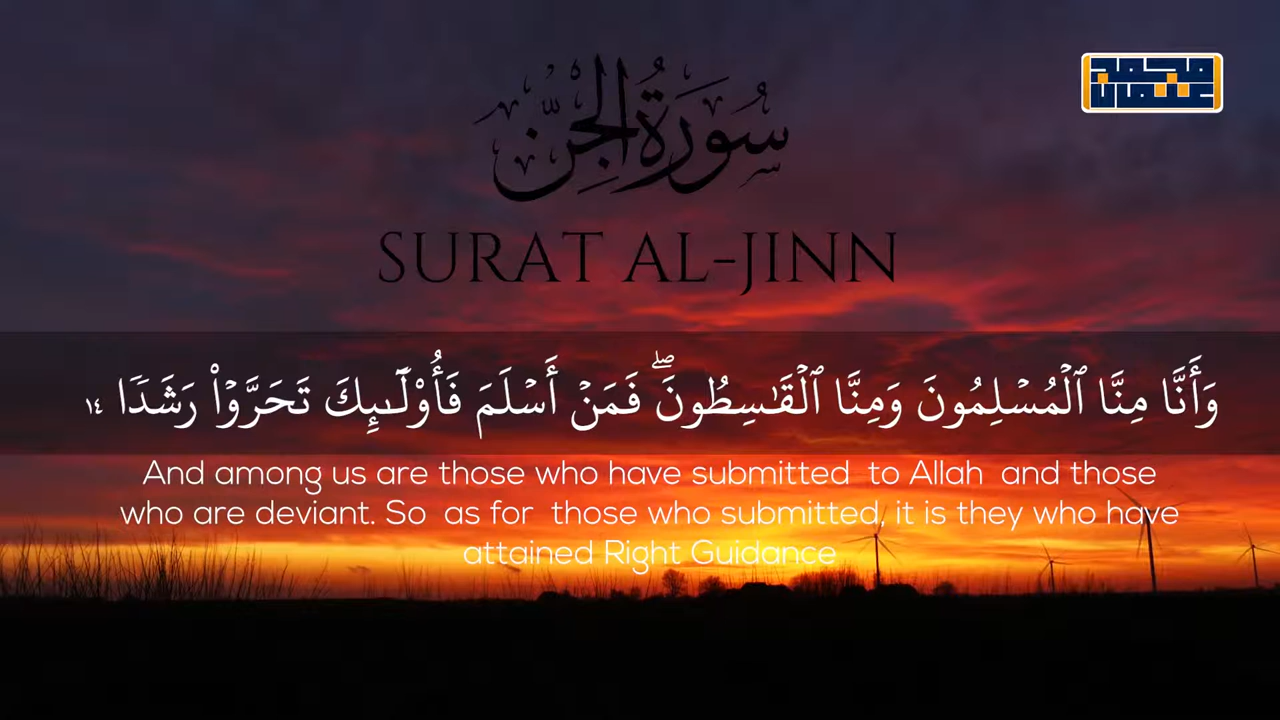 محمد
عثمان
سُورَةُ الجِنّ
SURAT AL-JINN
وَأَنَّا مِنَّا ٱلۡمُسۡلِمُونَ وَمِنَّا ٱلۡقَٰسِطُونَۖ فَمَنۡ أَسۡلَمَ فَأُوْلَٰٓئِكَ تَحَرَّوۡاْ رَشَدٗا ١٤
And among us are those who have submitted  to Allah  and those
who are deviant. So  as for  those who submitted, it is they who have
attained Right Guidance